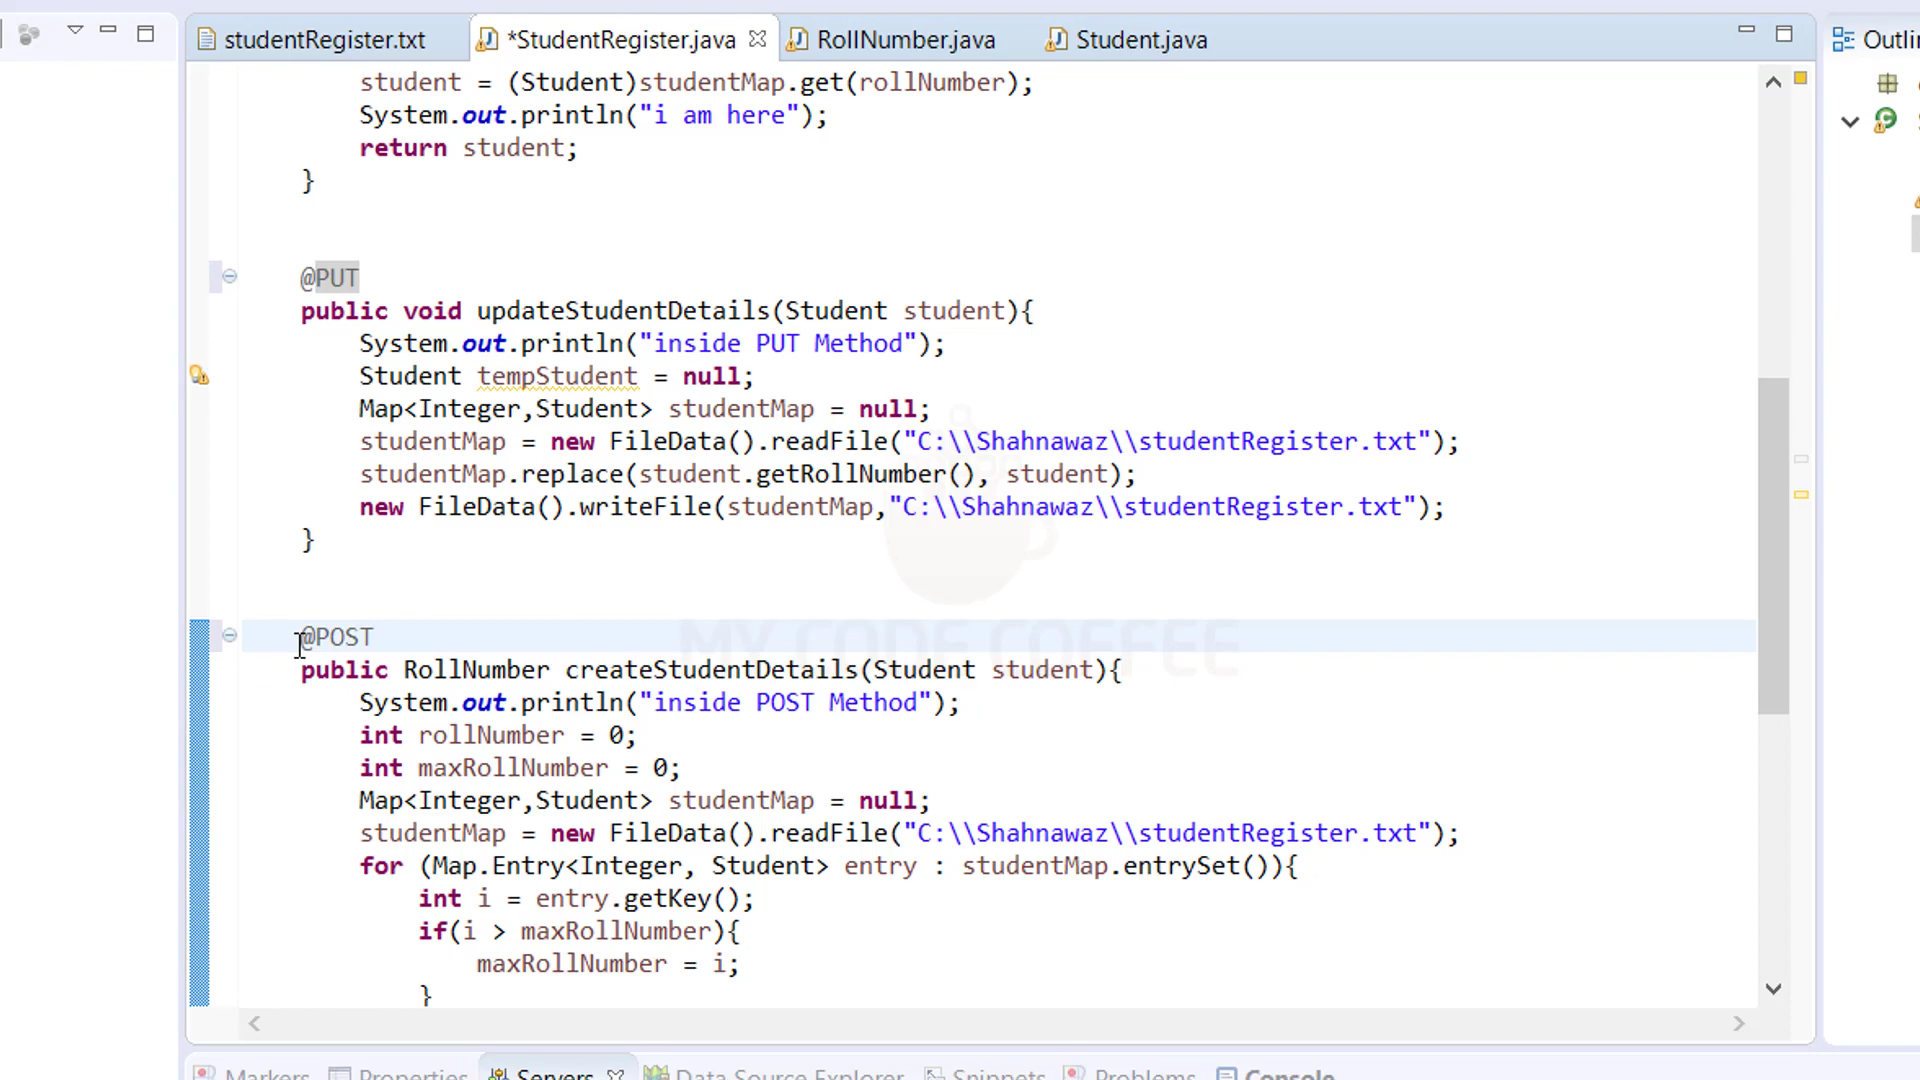 studentRegister.txt
*StudentRegister.java
RollNumber.java
Student.java
student = (Student)studentMap.get(rollNumber);
System.out.println("i am here");
return student;
}
@PUT
public void updateStudentDetails(Student student){
System.out.println("inside PUT Method");
Student tempStudent = null;
Map<Integer,Student> studentMap = null;
studentMap = new FileData().readFile("C:\\Shahnawaz\\studentRegister.txt");
studentMap.replace(student.getRollNumber(), student);
new FileData().writeFile(studentMap,"C:\\Shahnawaz\\studentRegister.txt");
}
@POST
MY CODE COFFEE
public RollNumber createStudentDetails(Student student){
System.out.println("inside POST Method");
int rollNumber = 0;
int maxRollNumber = 0;
Map<Integer,Student> studentMap = null;
studentMap = new FileData().readFile("C:\\Shahnawaz\\studentRegister.txt");
for (Map.Entry<Integer, Student> entry : studentMap.entrySet()){
int i = entry.getKey();
if(i > maxRollNumber){
maxRollNumber = i;
}
Markers
Properties
Servers
Data Source Explorer
Snippets
Problems
Console